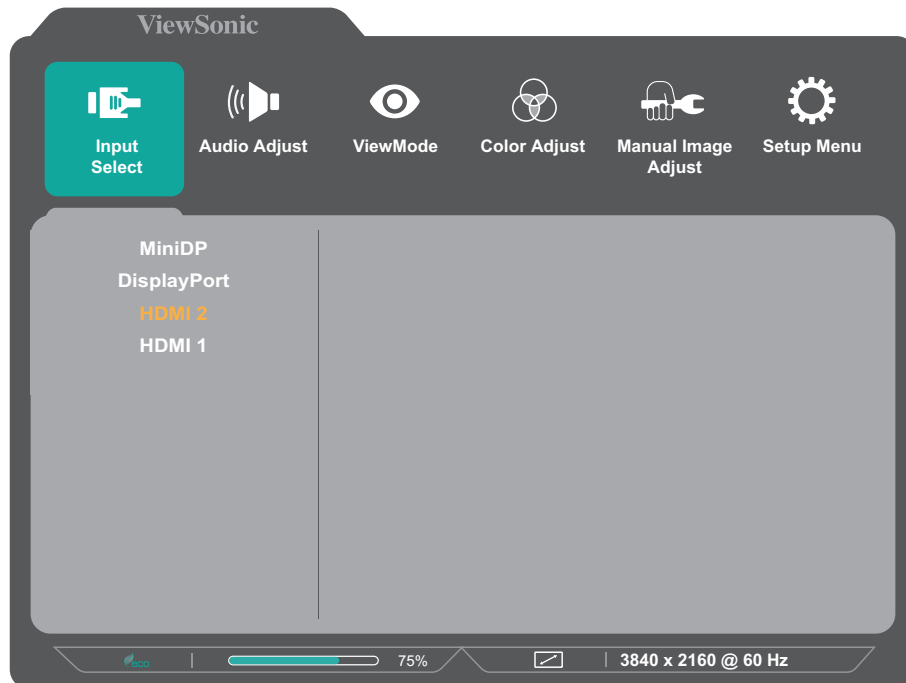 ViewSonic
Input
Select
Audio Adjust
ViewMode
Color Adjust
Manual Image
Adjust
Setup Menu
MiniDP
DisplayPort
HDMI 2
HDMI 1
eco
75%
3840 x 2160 @ 60 Hz